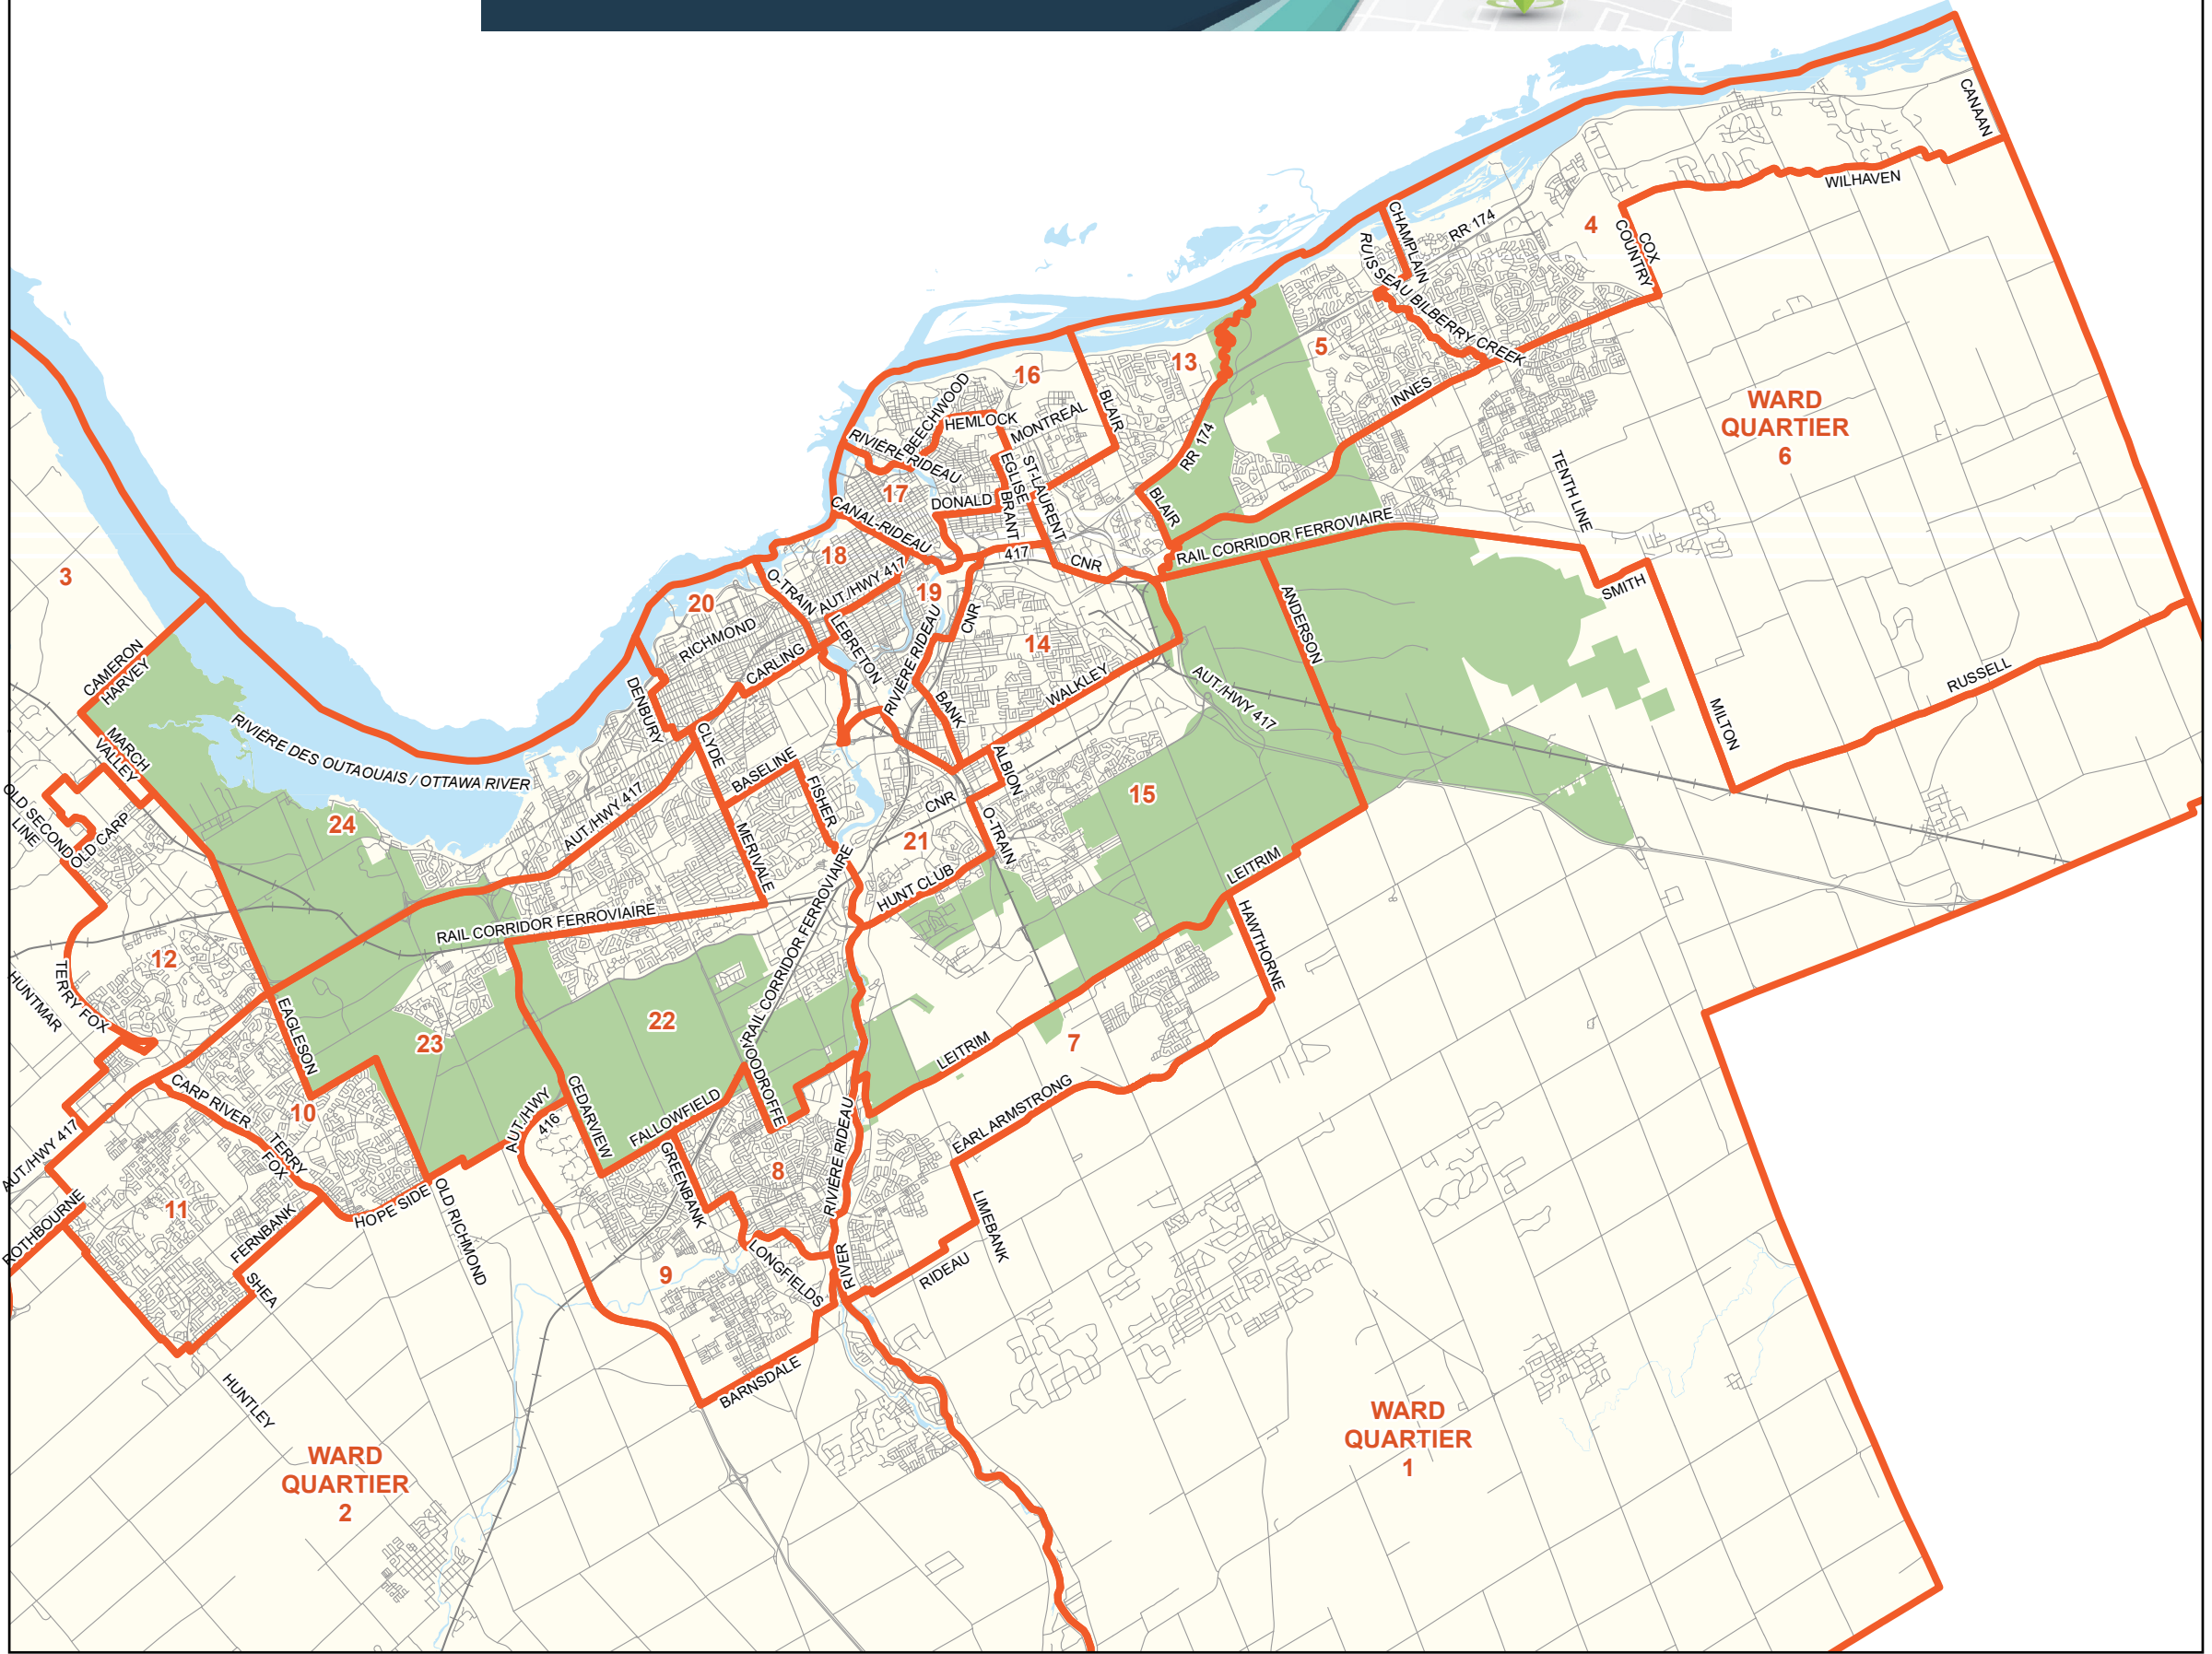 CANAAN
WILHAVEN
4
COX
COUNTRY
CHAMPLAIN
RR 174
RUISSEAU BILBERRY CREEK
5
13
16
BEECHWOOD
HEMLOCK
MONTREAL
BLAIR
INNES
WARD
QUARTIER
6
RIVIÈRE RIDEAU
EGLISE
ST-LAURENT
RR 174
17
DONALD
BRANT
BLAIR
TENTH LINE
CANAL-RIDEAU
RAIL CORRIDOR FERROVIAIRE
18
417
CNR
3
O-TRAIN
AUT./HWY 417
19
20
SMITH
ANDERSON
RICHMOND
LEBRETON
RIVIÈRE RIDEAU
CNR
14
CAMERON
HARVEY
CARLING
WALKLEY
AUT./HWY 417
RUSSELL
DENBURY
BANK
MILTON
RIVIÈRE DES OUTAOUAIS / OTTAWA RIVER
MARCH
VALLEY
CLYDE
BASELINE
FISHER
ALBION
15
OLD SECOND
LINE
OLD CARP
24
AUT./HWY 417
CNR
O-TRAIN
MERIVALE
21
HUNT CLUB
LEITRIM
RAIL CORRIDOR FERROVIAIRE
RAIL CORRIDOR FERROVIAIRE
HAWTHORNE
12
TERRY FOX
HUNTMAR
EAGLESON
22
23
7
LEITRIM
WOODROFFE
CARP RIVER
10
AUT./HWY
416
CEDARVIEW
FALLOWFIELD
EARL ARMSTRONG
AUT./HWY 417
TERRY
FOX
GREENBANK
8
RIVIÈRE RIDEAU
ROTHBOURNE
11
HOPE SIDE
OLD RICHMOND
LIMEBANK
FERNBANK
SHEA
9
LONGFIELDS
RIVER
RIDEAU
BARNSDALE
HUNTLEY
WARD
QUARTIER
2
WARD
QUARTIER
1